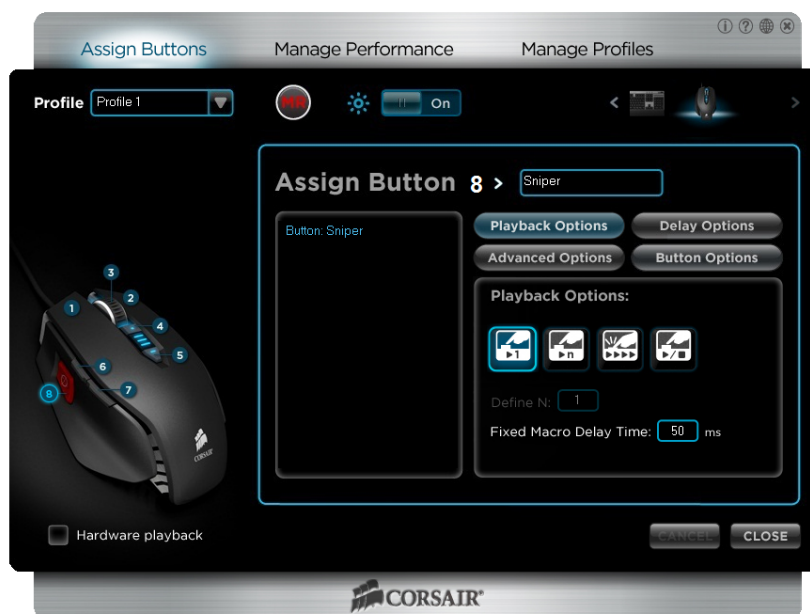 Assign Buttons
Manage Performance
Manage Profiles
Profile
Profile 1
MR
On
Assign Button 8 >
Sniper
Button: Sniper
Playback Options
Delay Options
Advanced Options
Button Options
Playback Options:
1
n
Define N: 1
Fixed Macro Delay Time: 50 ms
1
2
3
4
5
6
7
8
CORSAIR
Hardware playback
CANCEL
CLOSE
CORSAIR